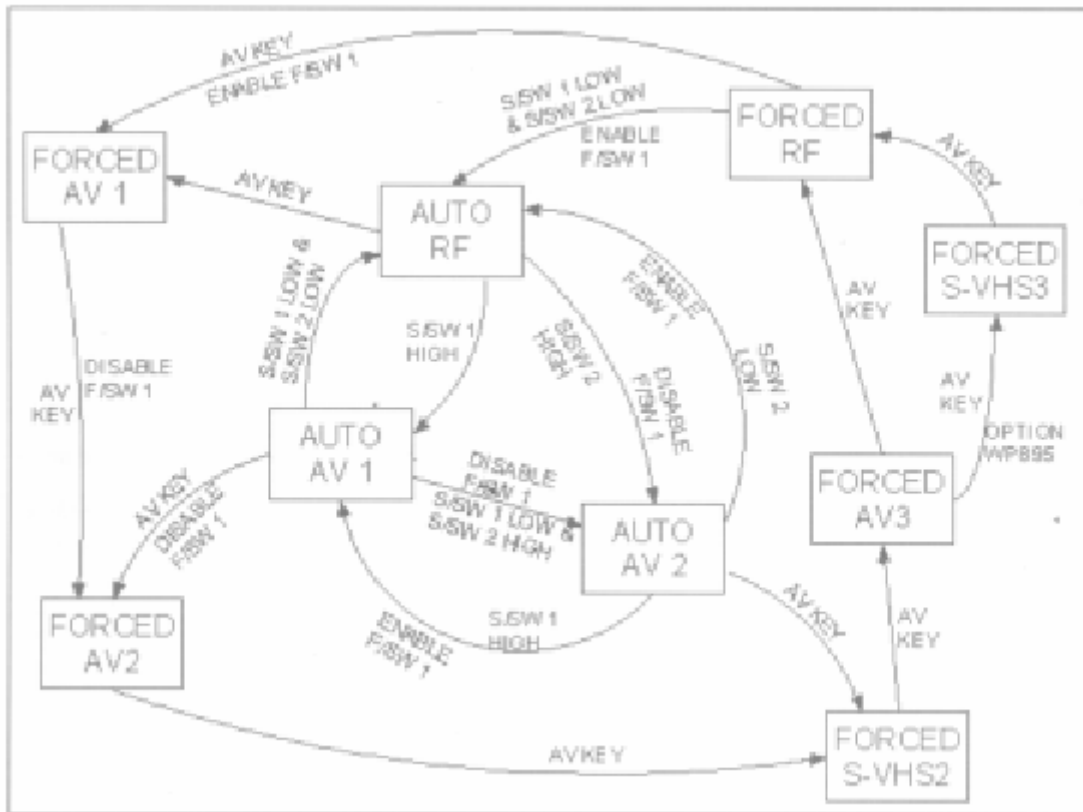 AV KEY
ENABLE F/SW 1
S/SW 1 LOW
& S/SW 2 LOW
ENABLE
F/SW 1
FORCED
RF
FORCED
AV 1
AV KEY
AUTO
RF
AV KEY
FORCED
S-VHS3
S/SW 1 LOW &
S/SW 2 LOW
S/SW 1
HIGH
S/SW 2
HIGH
DISABLE
F/SW 1
ENABLE
F/SW 1
S/SW 2
LOW
AV
KEY
AV
KEY
DISABLE
F/SW 1
AV
KEY
OPTION
WP895
AUTO
AV 1
DISABLE
F/SW 1
S/SW 1 LOW &
S/SW 2 HIGH
AV KEY
DISABLE
F/SW 1
FORCED
AV3
AUTO
AV 2
FORCED
AV2
ENABLE
F/SW 1
S/SW 1
HIGH
AV KEY
AV
KEY
AV KEY
FORCED
S-VHS2